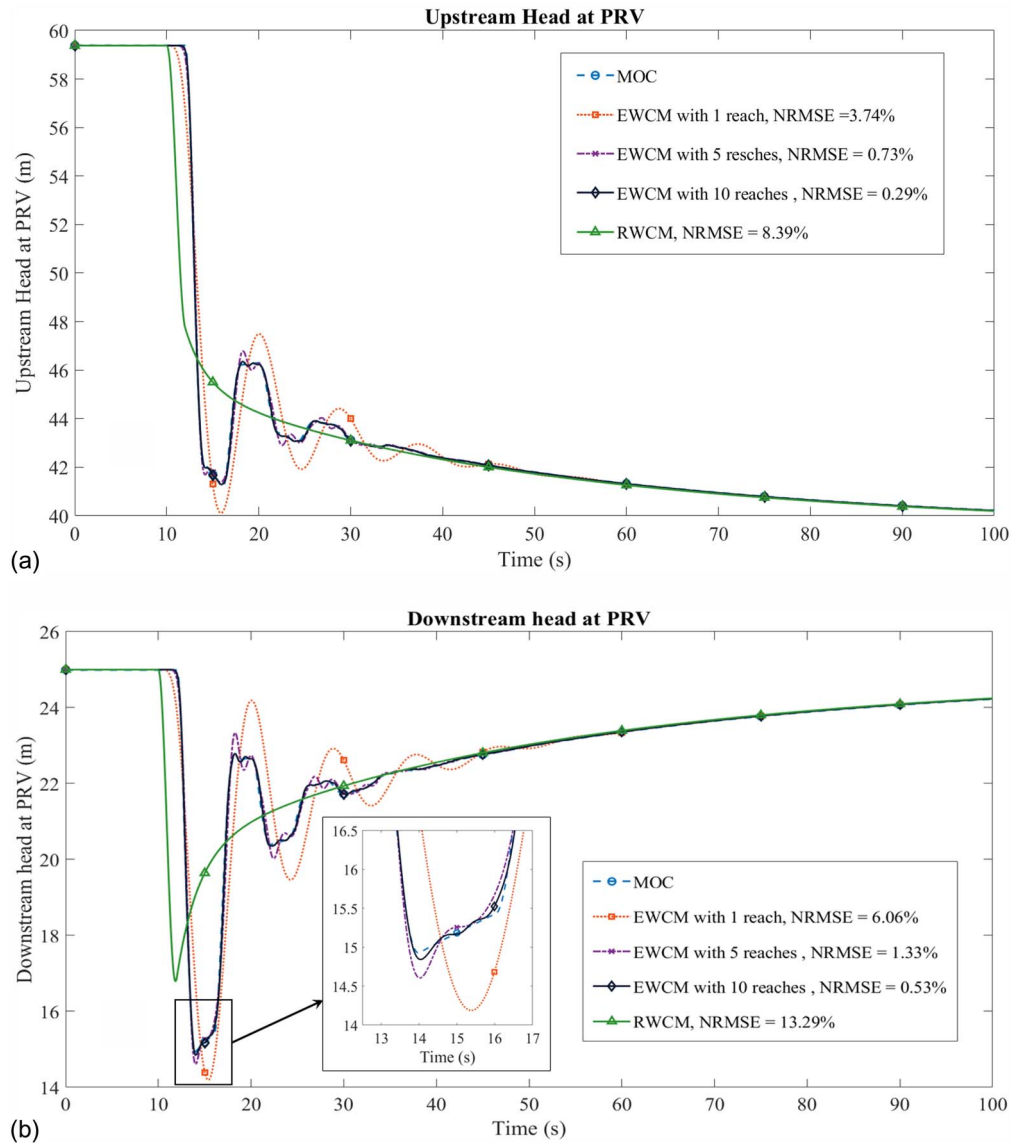 Upstream Head at PRV
60
58
56
54
52
50
48
46
44
42
40
Upstream Head at PRV (m)
MOC
EWCM with 1 reach, NRMSE =3.74%
EWCM with 5 resches, NRMSE = 0.73%
EWCM with 10 reaches , NRMSE = 0.29%
RWCM, NRMSE = 8.39%
0 10 20 30 40 50 60 70 80 90 100
Time (s)
(a)
Downstream head at PRV
26
24
22
20
18
16
14
Downstream head at PRV (m)
16.5
16
15.5
15
14.5
14
13 14 15 16 17
Time (s)
MOC
EWCM with 1 reach, NRMSE = 6.06%
EWCM with 5 reaches , NRMSE = 1.33%
EWCM with 10 reaches , NRMSE = 0.53%
RWCM, NRMSE = 13.29%
0 10 20 30 40 50 60 70 80 90 100
Time (s)
(b)